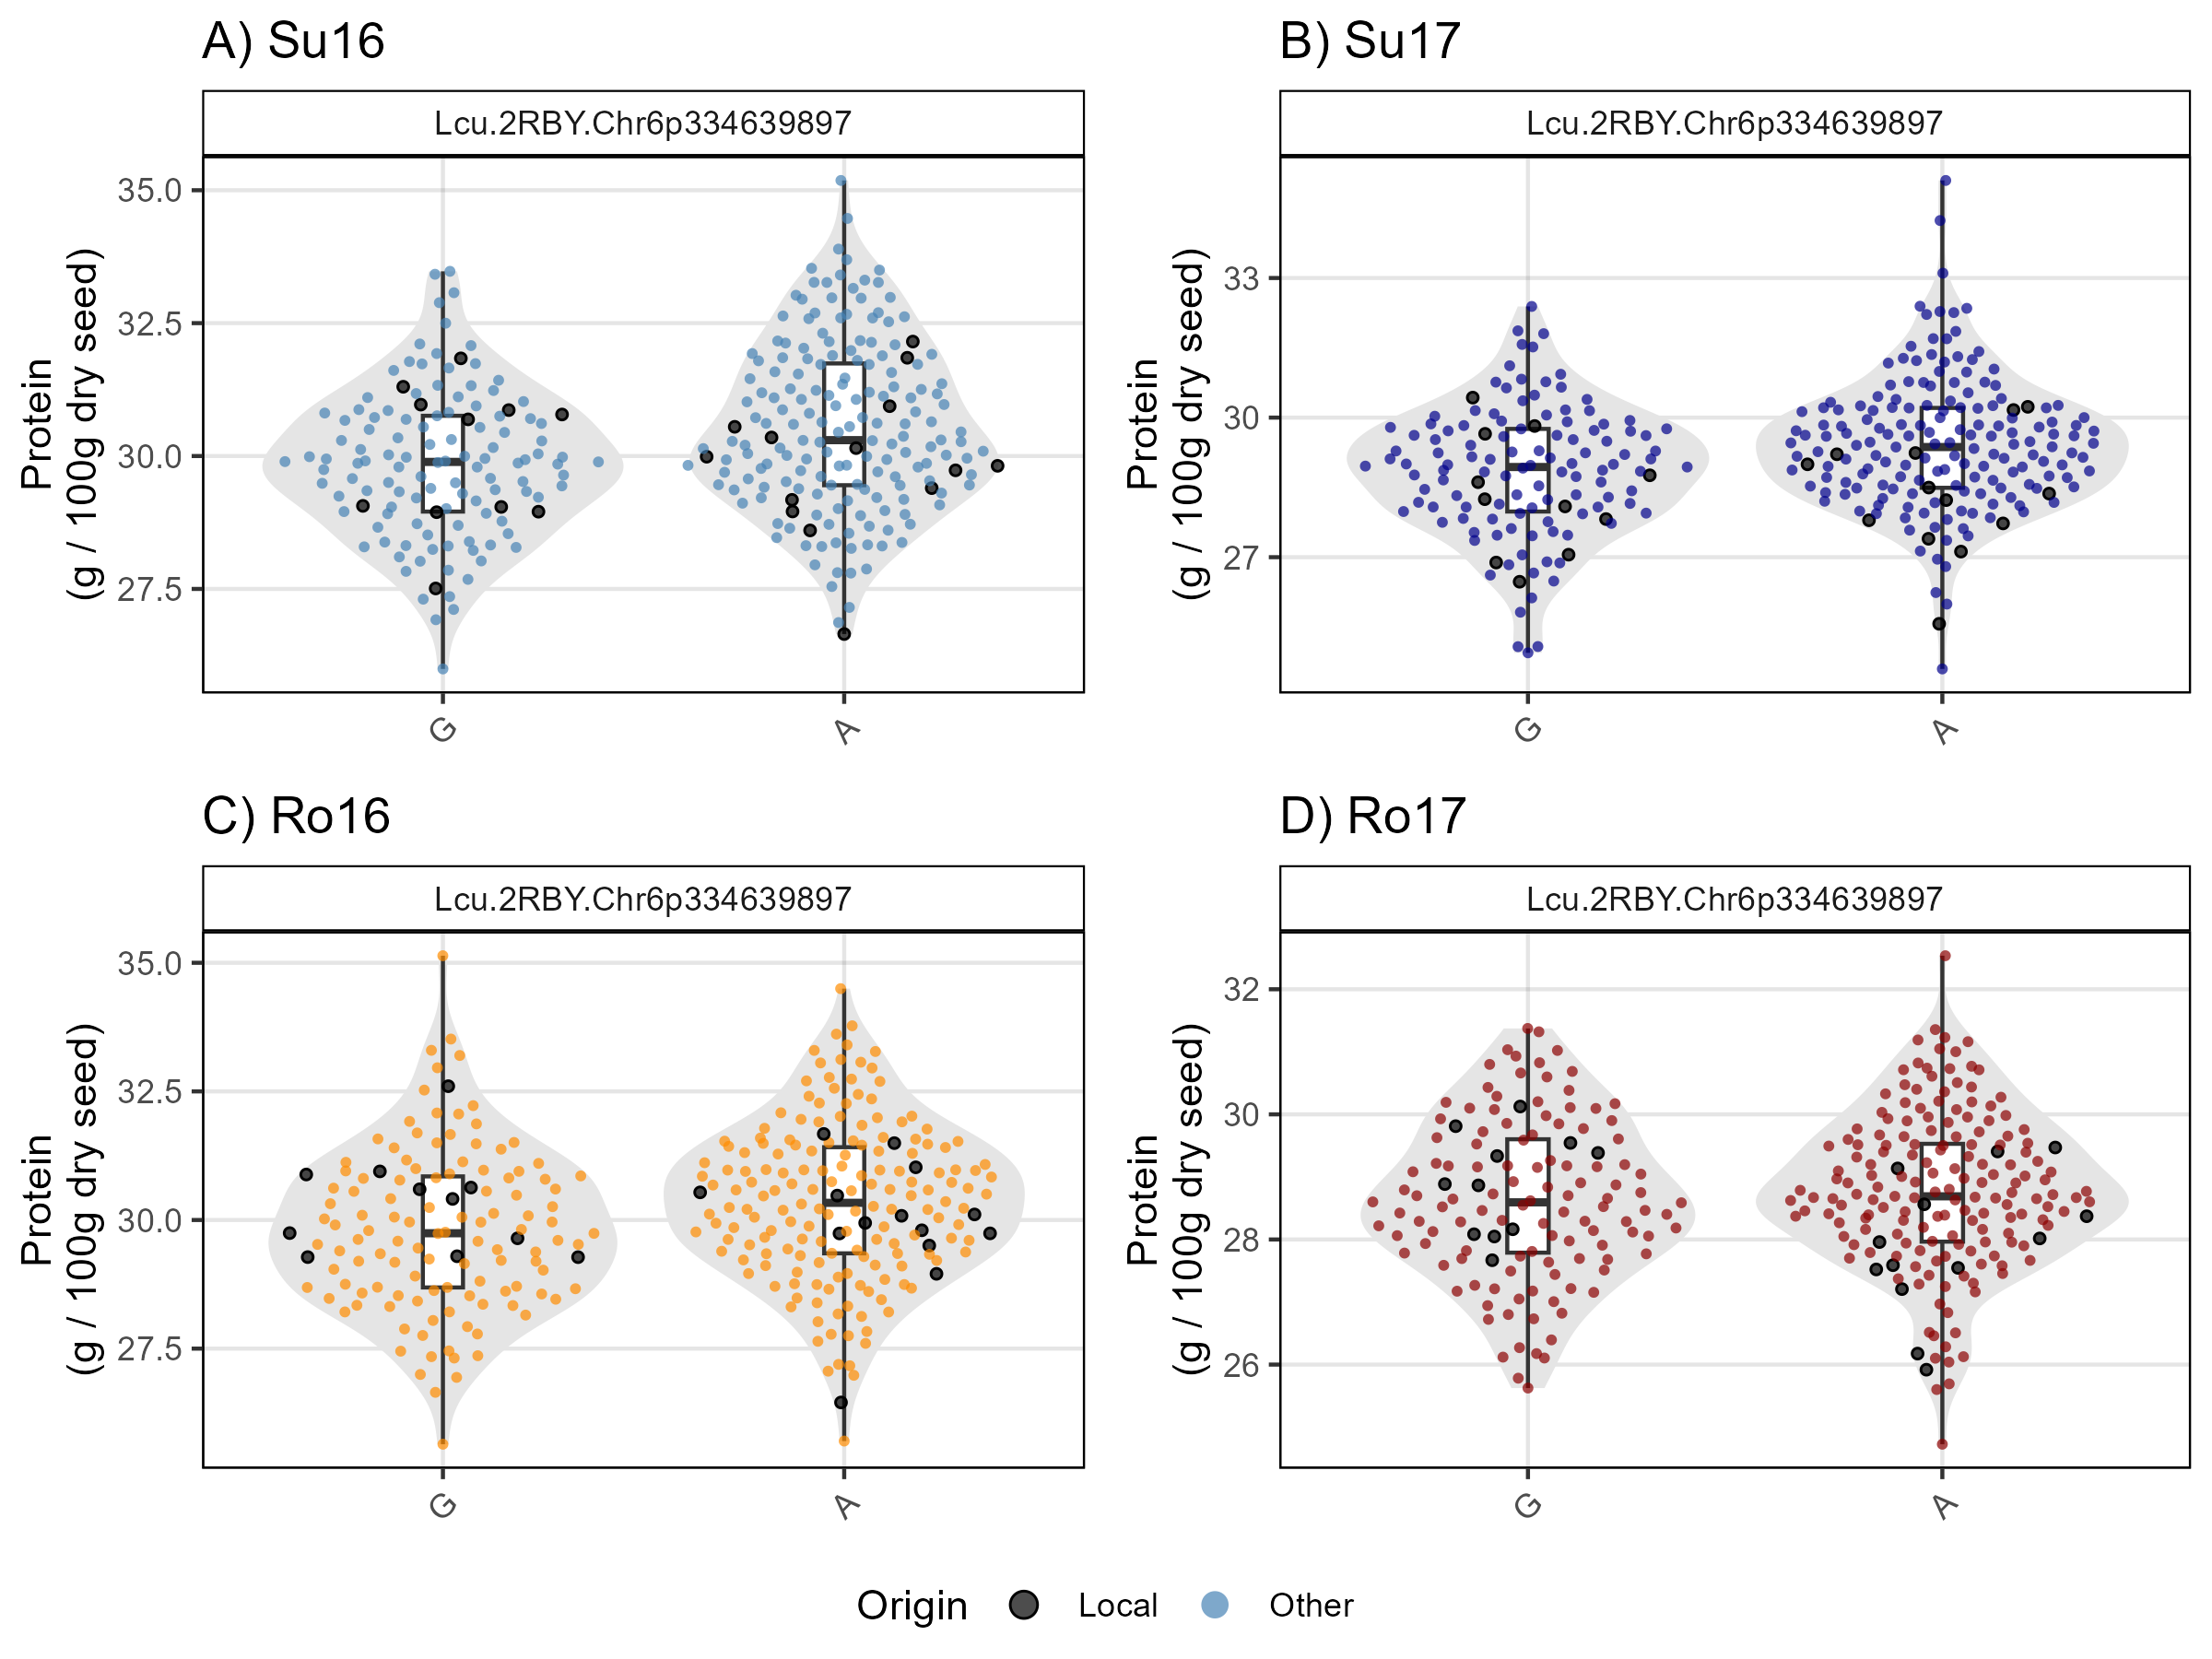 A) Su16
Lcu.2RBY.Chr6p334639897
Protein
(g / 100g dry seed)
35.0
32.5
30.0
27.5
G
A
B) Su17
Lcu.2RBY.Chr6p334639897
Protein
(g / 100g dry seed)
33
30
27
G
A
C) Ro16
Lcu.2RBY.Chr6p334639897
Protein
(g / 100g dry seed)
35.0
32.5
30.0
27.5
G
A
D) Ro17
Lcu.2RBY.Chr6p334639897
Protein
(g / 100g dry seed)
32
30
28
26
G
A
Origin Local Other